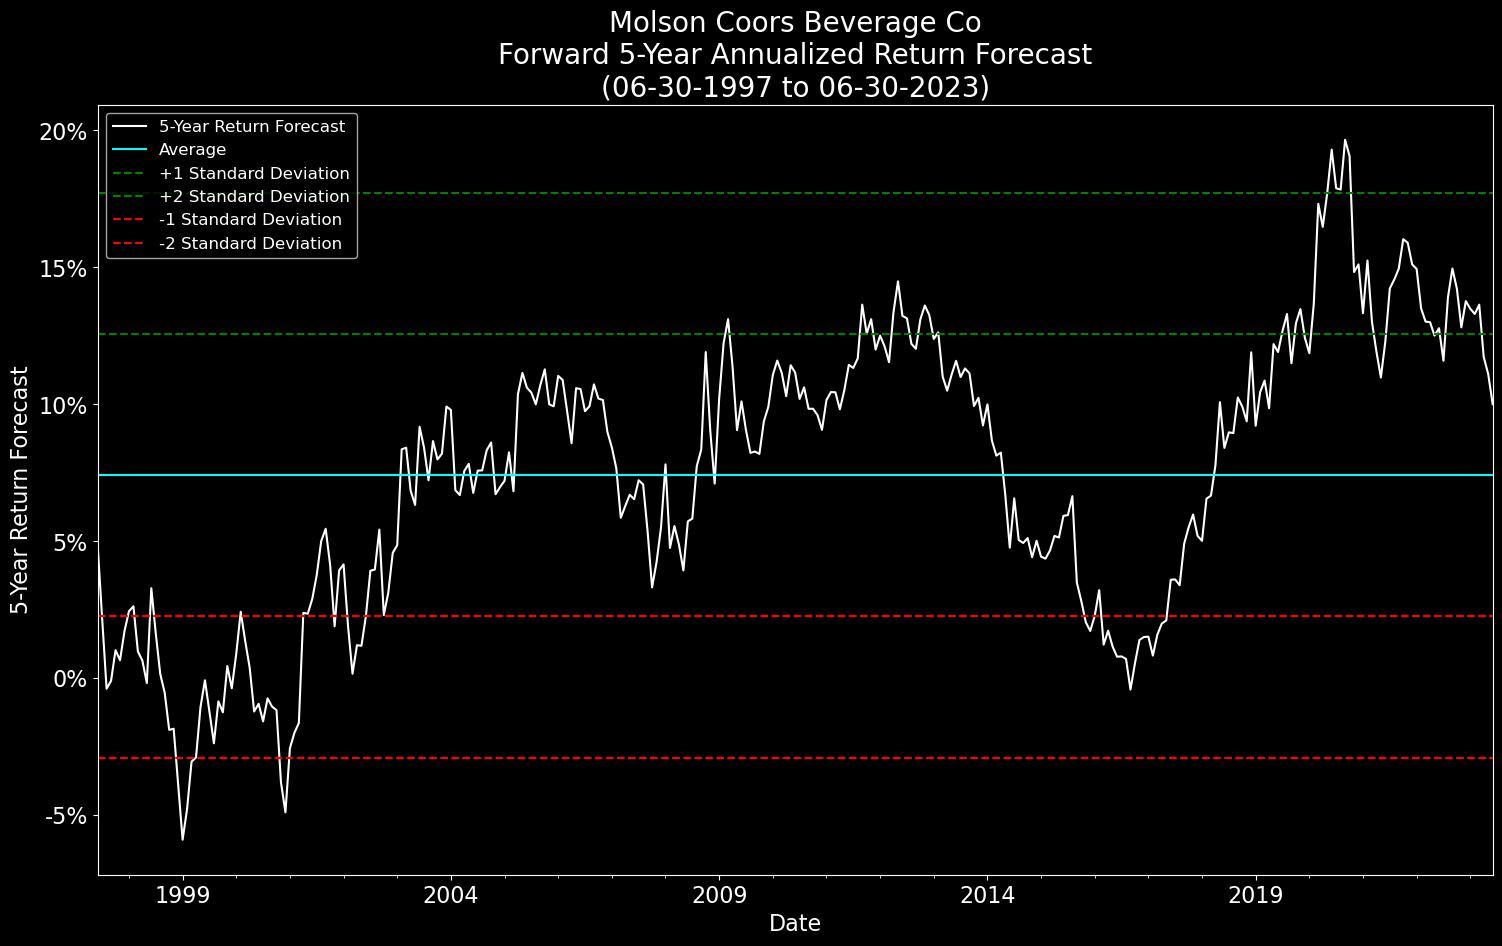 Molson Coors Beverage Co
Forward 5-Year Annualized Return Forecast
(06-30-1997 to 06-30-2023)
5-Year Return Forecast
Average
+1 Standard Deviation
+2 Standard Deviation
-1 Standard Deviation
-2 Standard Deviation
5-Year Return Forecast
20%
15%
10%
5%
0%
-5%
1999 2004 2009 2014 2019
Date